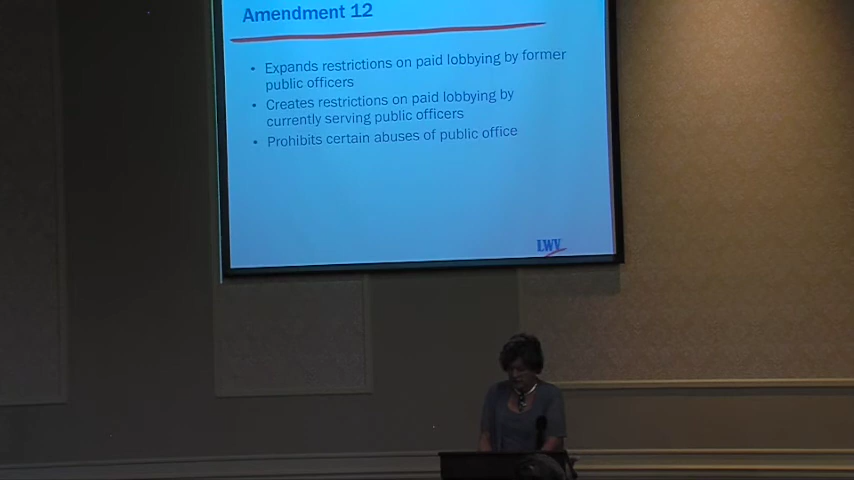 Amendment 12
• Expands restrictions on paid lobbying by former
public officers
• Creates restrictions on paid lobbying by
currently serving public officers
• Prohibits certain abuses of public office
LWV